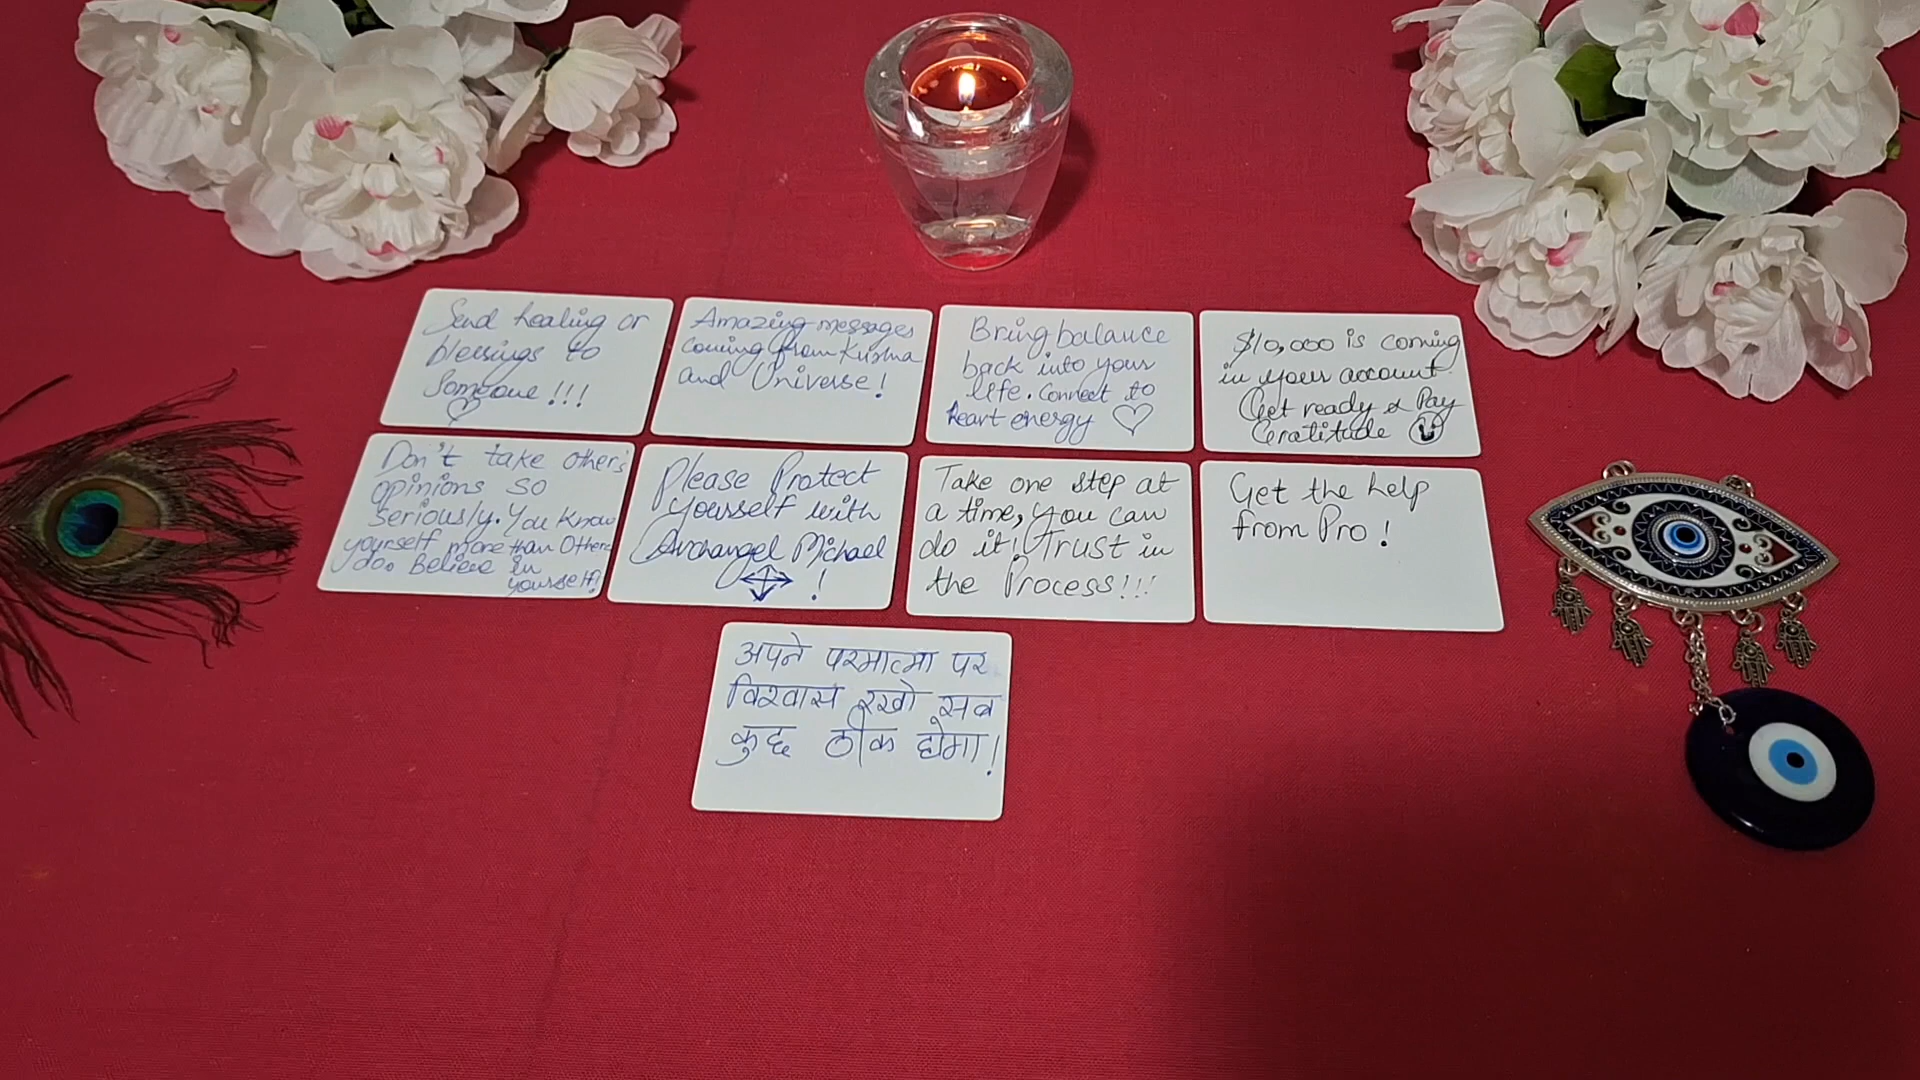 Send healing or
blessings to
Someone!!!
Amazing messages
coming from Krishna
and Universe!
Bring balance
back into your
life. Connect to
heart energy
$10,000 is coming
in your account
Get ready & Pay
Gratitude
Don't take other's
opinions so
seriously. You know
yourself more than others
do. Believe in
yourself!
Please Protect
yourself with
Archangel Michael
!
Take one step at
a time, you can
do it! Trust in
the Process!!!
Get the help
from Pro!
अपने परमात्मा पर
विश्वास रखो सब
कुछ ठीक होगा!